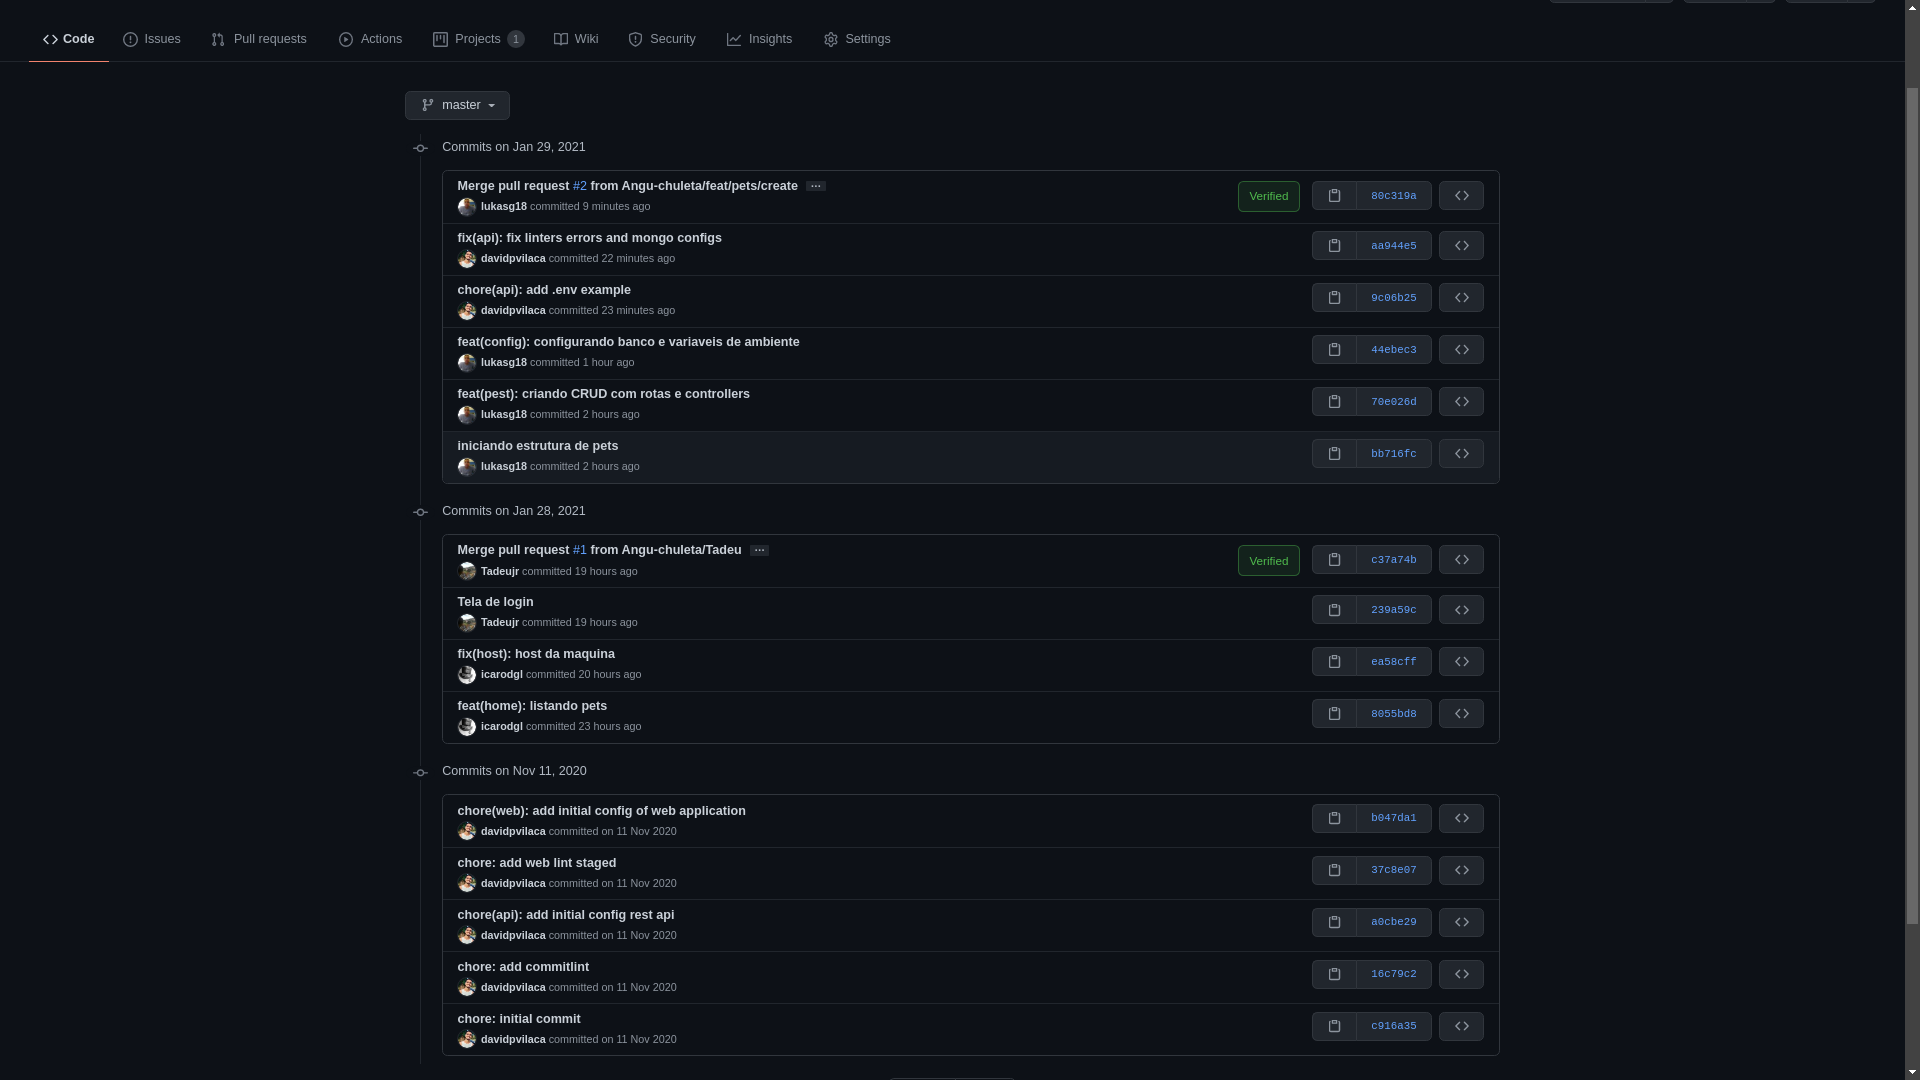 Code Issues Pull requests Actions Projects 1 Wiki Security Insights Settings
master
Commits on Jan 29, 2021
Merge pull request #2 from Angu-chuleta/feat/pets/create ...
Verified 80c319a
lukasg18 committed 9 minutes ago
fix(api): fix linters errors and mongo configs
aa944e5
davidpvilaca committed 22 minutes ago
chore(api): add .env example
9c06b25
davidpvilaca committed 23 minutes ago
feat(config): configurando banco e variaveis de ambiente
44ebec3
lukasg18 committed 1 hour ago
feat(pest): criando CRUD com rotas e controllers
70e026d
lukasg18 committed 2 hours ago
iniciando estrutura de pets
bb716fc
lukasg18 committed 2 hours ago
Commits on Jan 28, 2021
Merge pull request #1 from Angu-chuleta/Tadeu ...
Verified c37a74b
Tadeujr committed 19 hours ago
Tela de login
239a59c
Tadeujr committed 19 hours ago
fix(host): host da maquina
ea58cff
icarodgl committed 20 hours ago
feat(home): listando pets
8055bd8
icarodgl committed 23 hours ago
Commits on Nov 11, 2020
chore(web): add initial config of web application
b047da1
davidpvilaca committed on 11 Nov 2020
chore: add web lint staged
37c8e07
davidpvilaca committed on 11 Nov 2020
chore(api): add initial config rest api
a0cbe29
davidpvilaca committed on 11 Nov 2020
chore: add commitlint
16c79c2
davidpvilaca committed on 11 Nov 2020
chore: initial commit
c916a35
davidpvilaca committed on 11 Nov 2020